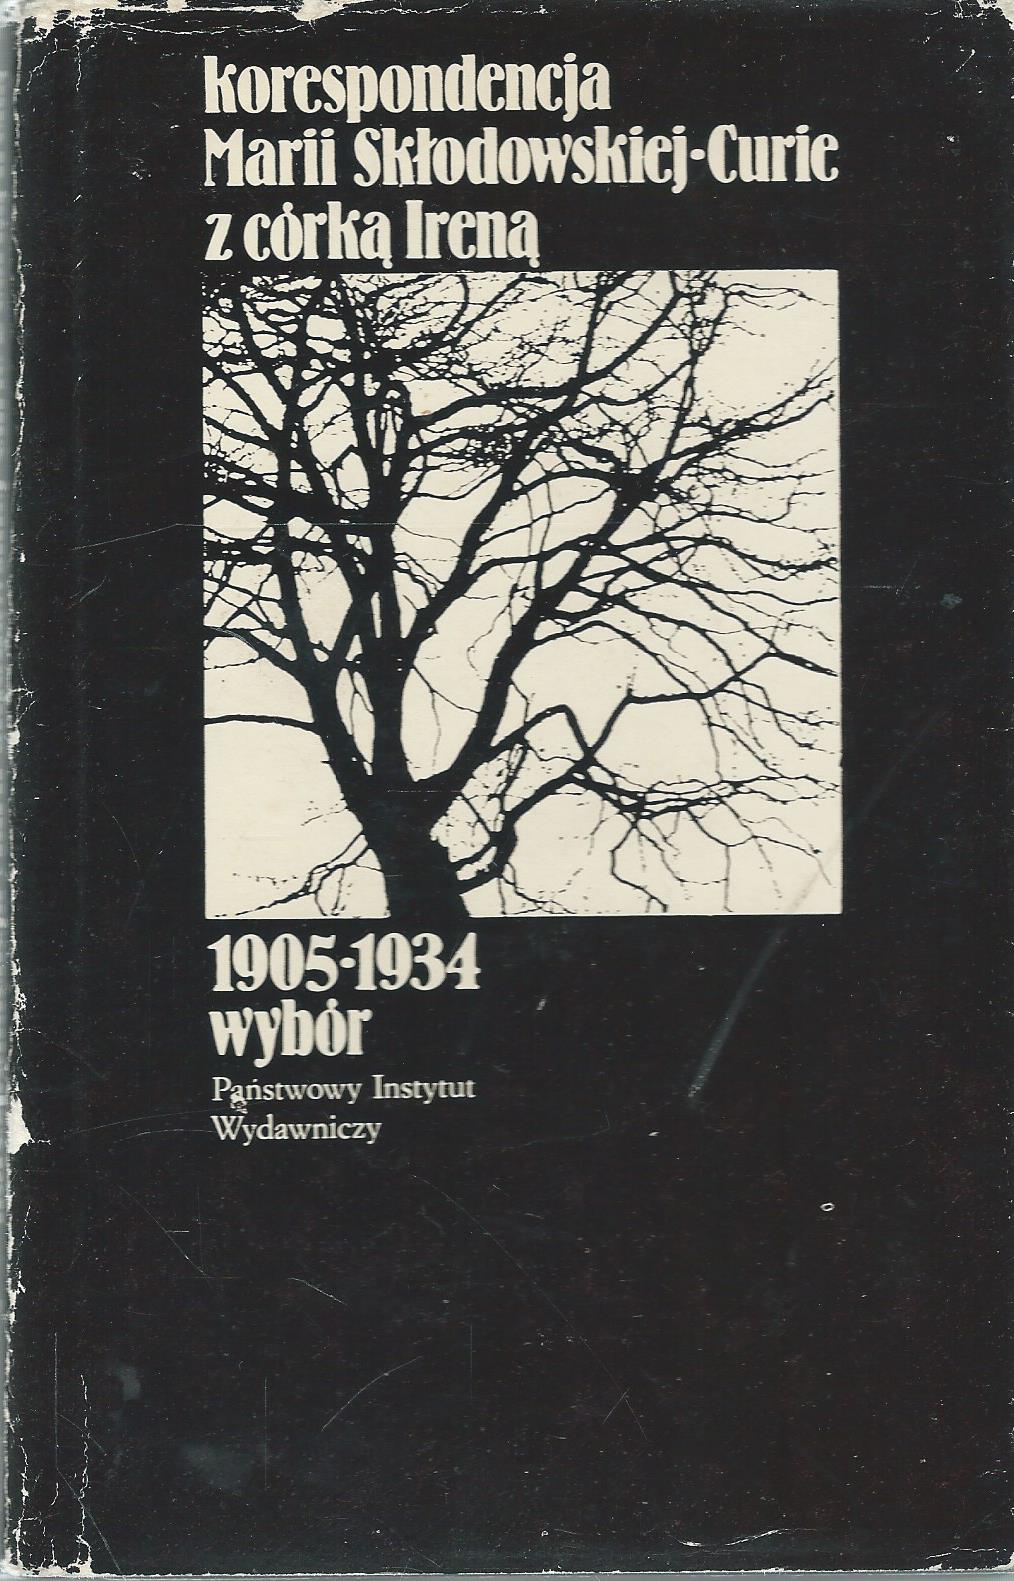 korespondencja
Marii Skłodowskiej-Curie
z córką Ireną
1905-1934
wybór
Państwowy Instytut
Wydawniczy